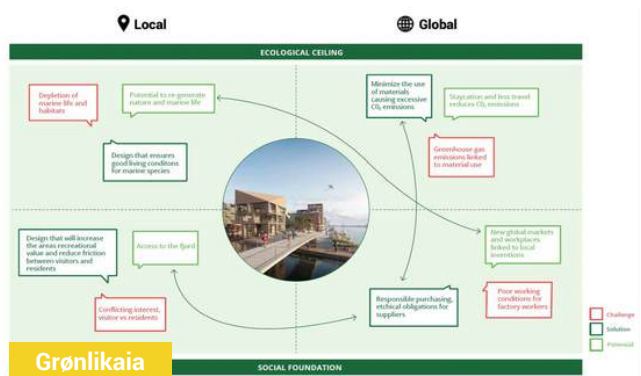 Local
Global
ECOLOGICAL CEILING
Depletion of
marine life and
habitats
Potential to re-generate
nature and marine life
Design that ensures
good living conditons
for marine species
Minimize the use
of materials
causing excessive
CO₂ emissions
Staycation and less travel
reduces CO₂ emissions
Greenhouse gas
emissions linked
to material use
Design that will increase
the areas recreational
value and reduce friction
between visitors and
residents
Access to the fjord
Conflicting interest,
visitor vs residents
New global markets
and workplaces
linked to local
inventions
Responsible purchasing,
etchical obligations for
suppliers
Poor working
conditions for
factory workers
Challenge
Solution
Potential
Grønlikaia
SOCIAL FOUNDATION